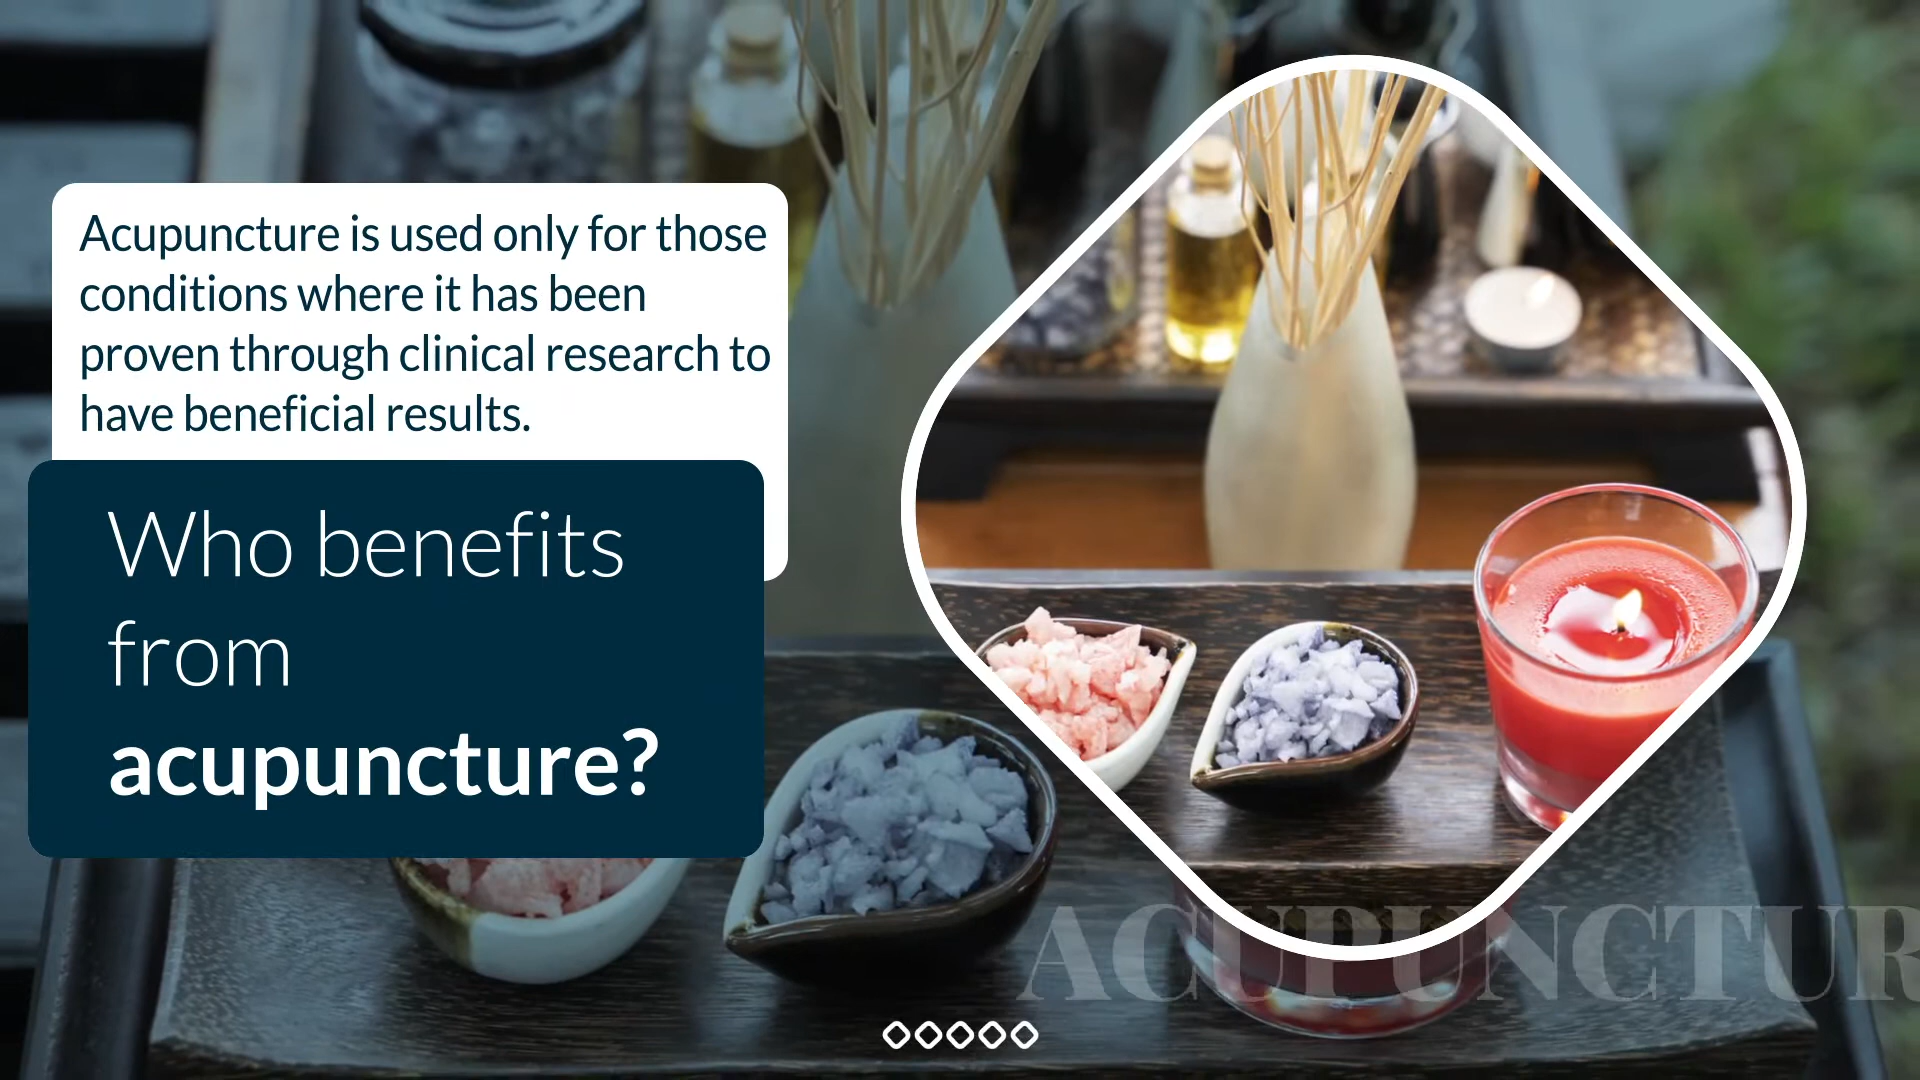 Acupuncture is used only for those
conditions where it has been
proven through clinical research to
have beneficial results.
Who benefits
from
acupuncture?
ACUPUNCTUR